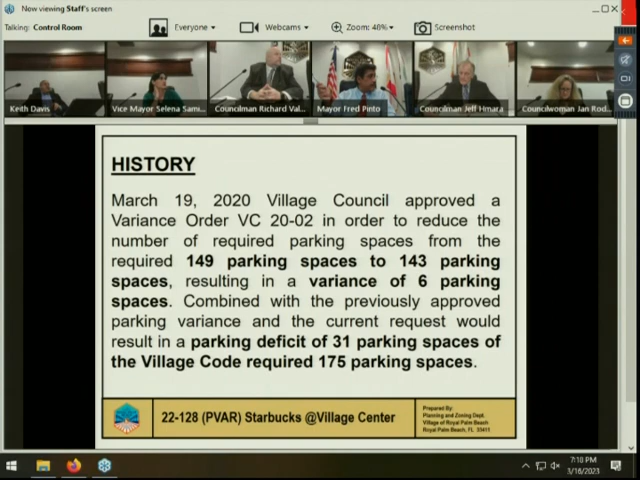 Now viewing Staff's screen
Talking: Control Room
Everyone
Webcams
Zoom: 40%
Screenshot
Keith Davis
Vice Mayor Selena Sami...
Councilman Richard Val...
Mayor Fred Pinto
Councilman Jeff Hmara
Councilwoman Jan Rod...
HISTORY
March 19, 2020 Village Council approved a
Variance Order VC 20-02 in order to reduce the
number of required parking spaces from the
required 149 parking spaces to 143 parking
spaces, resulting in a variance of 6 parking
spaces. Combined with the previously approved
parking variance and the current request would
result in a parking deficit of 31 parking spaces of
the Village Code required 175 parking spaces.
22-128 (PVAR) Starbucks @Village Center
Prepared By:
Planning and Zoning Dept.
Village of Royal Palm Beach
Royal Palm Beach, FL 33411
7:10 PM
3/16/2023